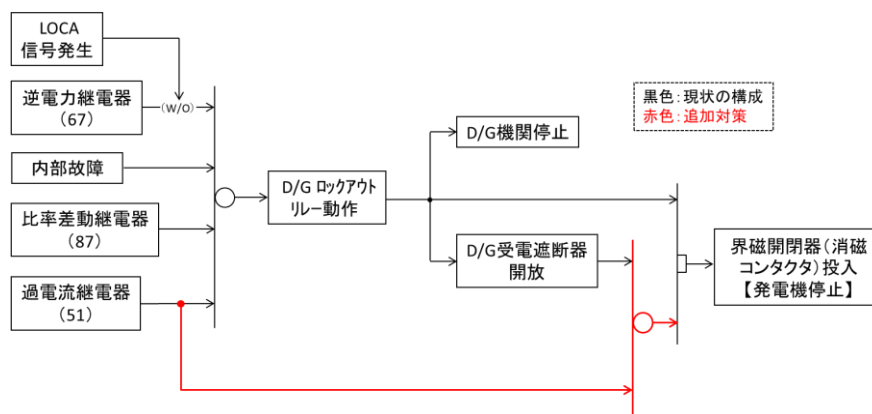 LOCA
信号発生
逆電力継電器
（67）
(W/O)
内部故障
比率差動継電器
（87）
過電流継電器
（51）
D/G ロックアウト
リレー動作
D/G機関停止
D/G受電遮断器
開放
黒色：現状の構成
赤色：追加対策
界磁開閉器（消磁
コンタクタ）投入
【発電機停止】